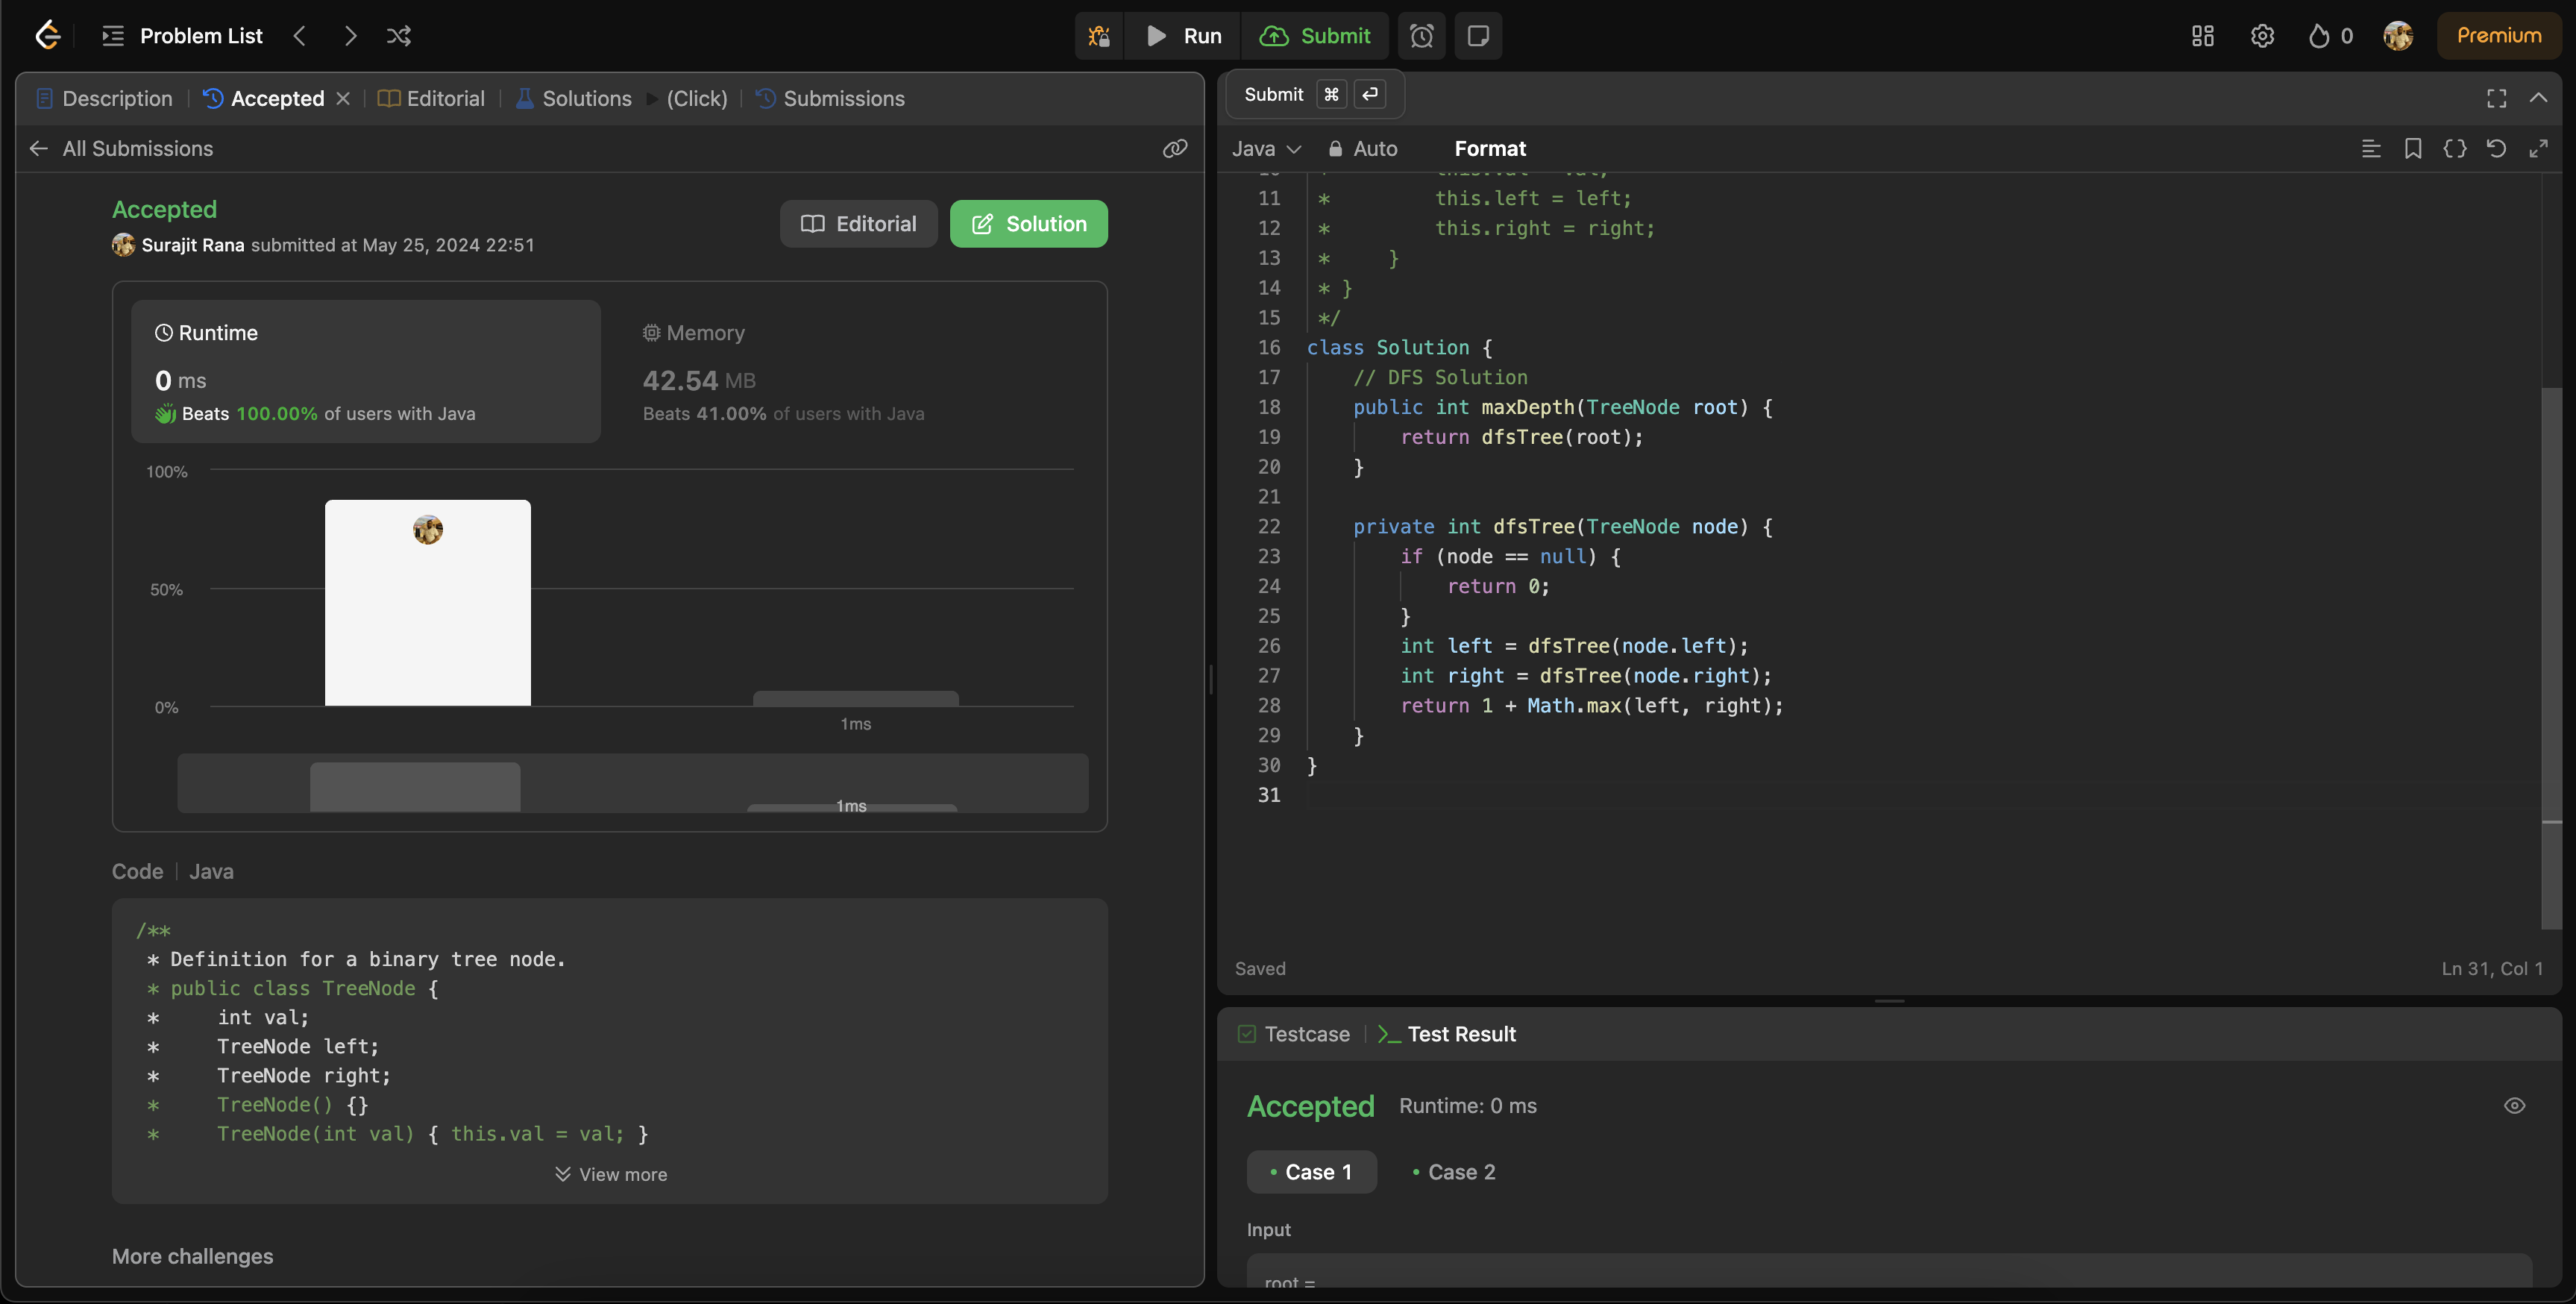 Problem List
Run
Submit
0
Premium
Description
Accepted
Editorial
Solutions
(Click)
Submissions
All Submissions
Accepted
Surajit Rana submitted at May 25, 2024 22:51
Editorial
Solution
Runtime
0 ms
Beats 100.00% of users with Java
Memory
42.54 MB
Beats 41.00% of users with Java
100%
50%
0%
1ms
1ms
Code | Java
/**
* Definition for a binary tree node.
* public class TreeNode {
*     int val;
*     TreeNode left;
*     TreeNode right;
*     TreeNode() {}
*     TreeNode(int val) { this.val = val; }
View more
More challenges
Submit ⌘
Java
Auto
Format
10 *         this.val = val;
11 *         this.left = left;
12 *         this.right = right;
13 *     }
14 * }
15 */
16 class Solution {
17     // DFS Solution
18     public int maxDepth(TreeNode root) {
19         return dfsTree(root);
20     }
21
22     private int dfsTree(TreeNode node) {
23         if (node == null) {
24             return 0;
25         }
26         int left = dfsTree(node.left);
27         int right = dfsTree(node.right);
28         return 1 + Math.max(left, right);
29     }
30 }
31
Saved
Ln 31, Col 1
Testcase
Test Result
Accepted
Runtime: 0 ms
Case 1
Case 2
Input
root =